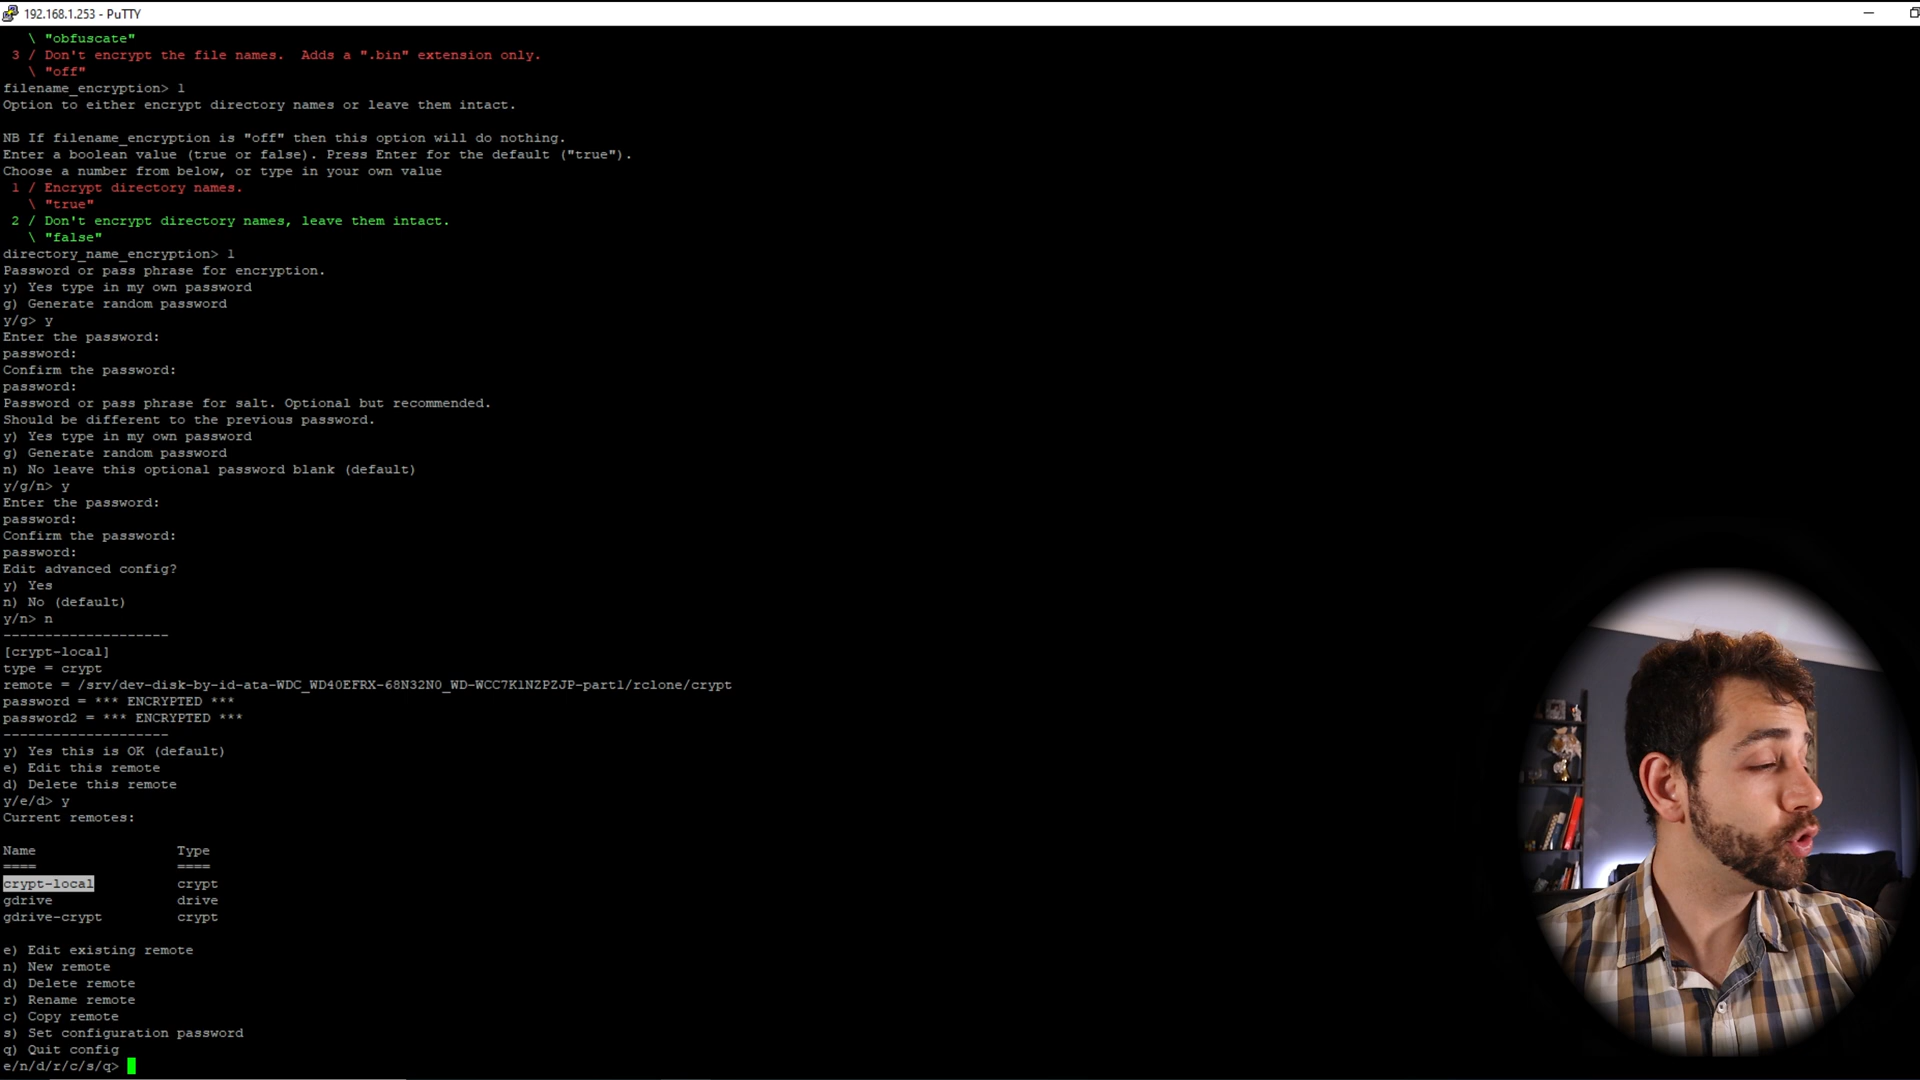 192.168.1.253 - PuTTY
\ "obfuscate"
3 / Don't encrypt the file names.  Adds a ".bin" extension only.
\ "off"
filename_encryption> 1
Option to either encrypt directory names or leave them intact.
NB If filename_encryption is "off" then this option will do nothing.
Enter a boolean value (true or false). Press Enter for the default ("true").
Choose a number from below, or type in your own value
1 / Encrypt directory names.
\ "true"
2 / Don't encrypt directory names, leave them intact.
\ "false"
directory_name_encryption> 1
Password or pass phrase for encryption.
y) Yes type in my own password
g) Generate random password
y/g> y
Enter the password:
password:
Confirm the password:
password:
Password or pass phrase for salt. Optional but recommended.
Should be different to the previous password.
y) Yes type in my own password
g) Generate random password
n) No leave this optional password blank (default)
y/g/n> y
Enter the password:
password:
Confirm the password:
password:
Edit advanced config?
y) Yes
n) No (default)
y/n> n
--------------------
[crypt-local]
type = crypt
remote = /srv/dev-disk-by-id-ata-WDC_WD40EFRX-68N32N0_WD-WCC7K1NZPZJP-part1/rclone/crypt
password = *** ENCRYPTED ***
password2 = *** ENCRYPTED ***
--------------------
y) Yes this is OK (default)
e) Edit this remote
d) Delete this remote
y/e/d> y
Current remotes:
Name                 Type
====                 ====
crypt-local          crypt
gdrive               drive
gdrive-crypt         crypt
e) Edit existing remote
n) New remote
d) Delete remote
r) Rename remote
c) Copy remote
s) Set configuration password
q) Quit config
e/n/d/r/c/s/q>